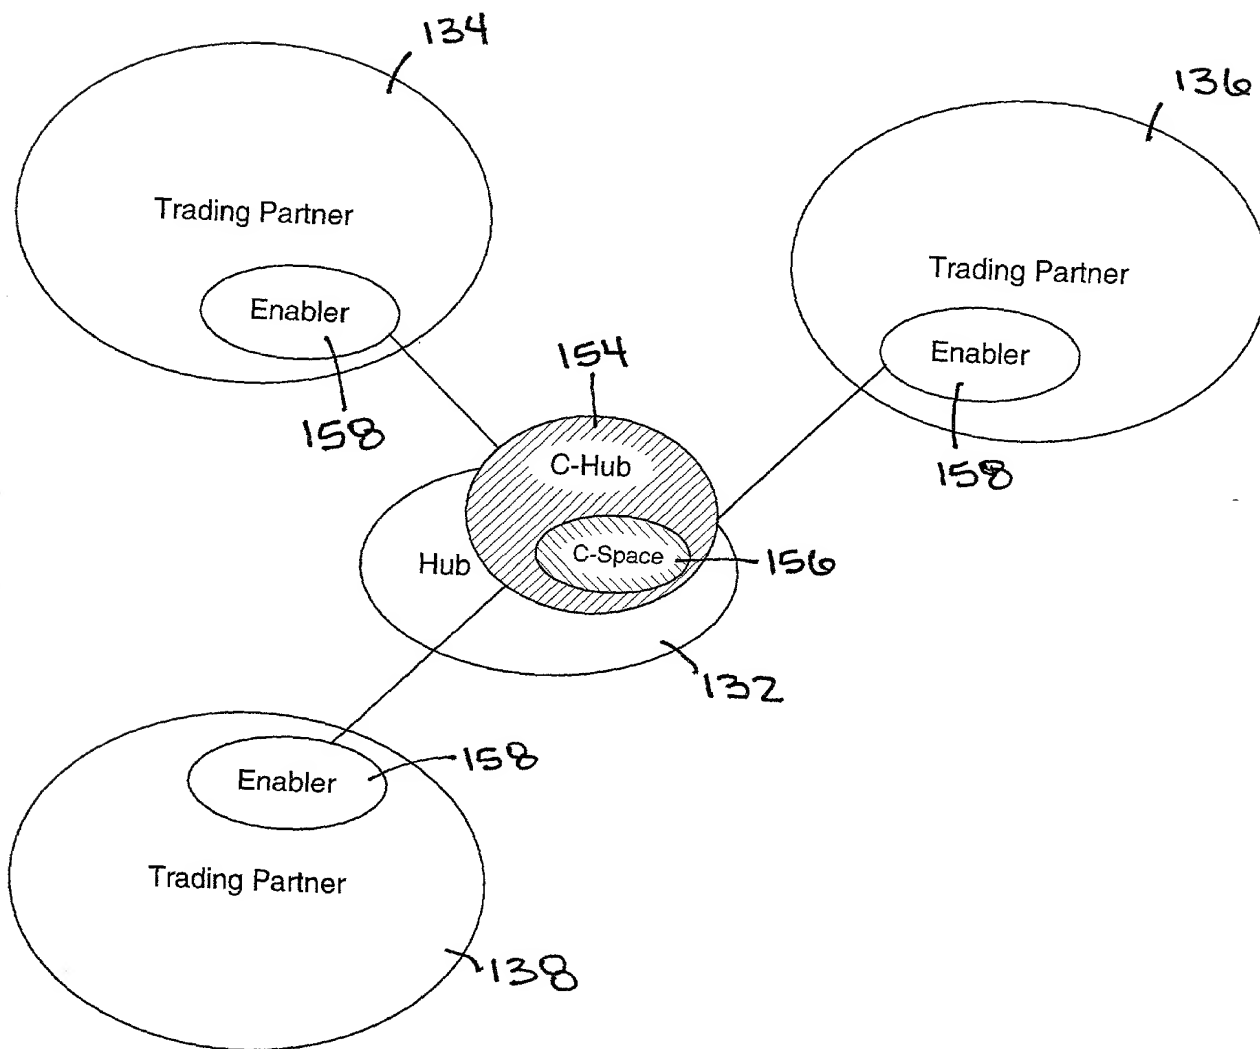 134
136
Trading Partner
Enabler
158
Trading Partner
Enabler
158
154
C-Hub
C-Space
156
Hub
132
Enabler
158
Trading Partner
138